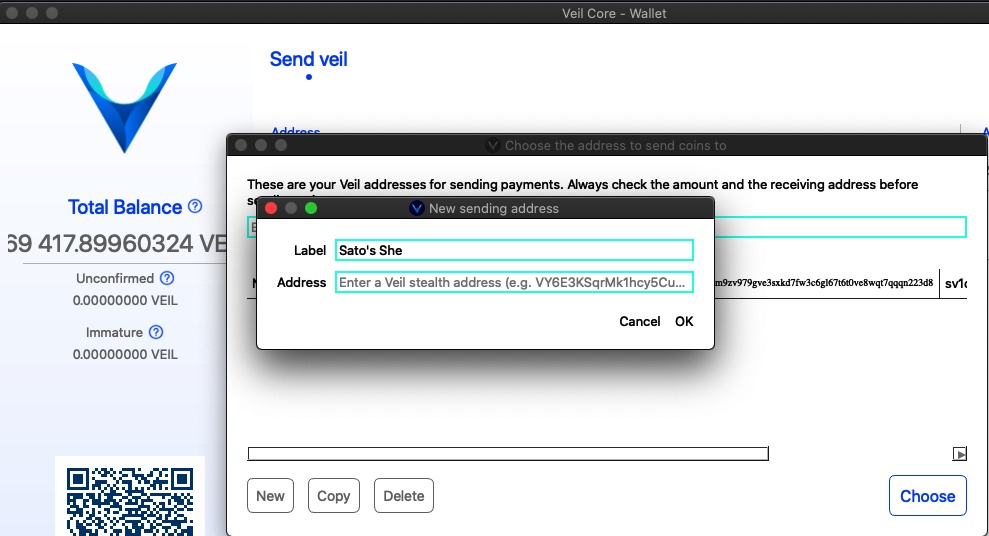 Veil Core - Wallet
Send veil
Address
Choose the address to send coins to
These are your Veil addresses for sending payments. Always check the amount and the receiving address before
New sending address
Label Sato's She
Address Enter a Veil stealth address (e.g. VY6E3KSqrMk1hcy5Cu...
Cancel OK
Total Balance ?
69 417.89960324 VE
Unconfirmed ?
0.00000000 VEIL
Immature ?
0.00000000 VEIL
m9zv979gve3sxkd7fw3c6gl67t6t0ve8wqt7qqqn223d8
New Copy Delete Choose